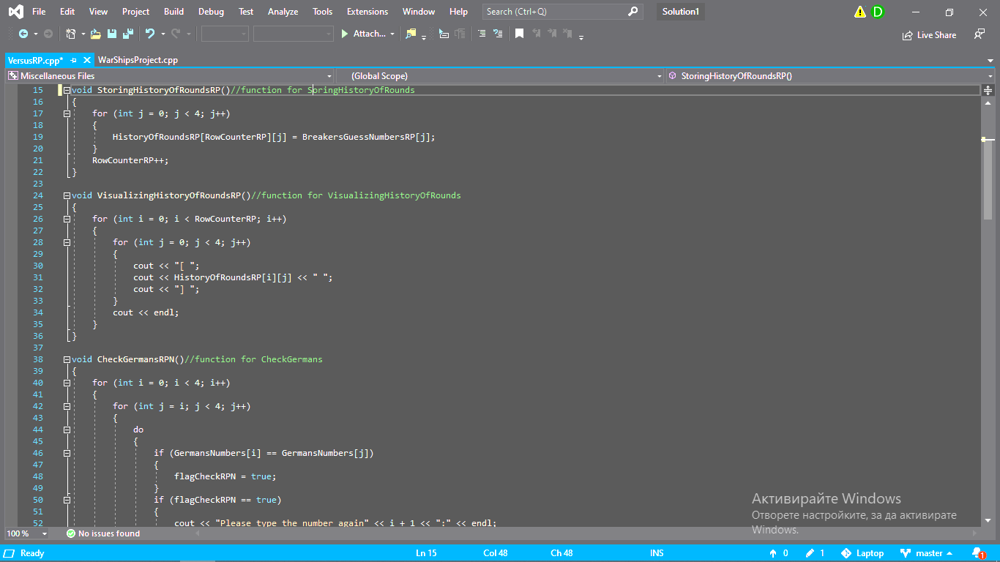 File Edit View Project Build Debug Test Analyze Tools Extensions Window Help Search (Ctrl+Q) Solution1 D
Attach... Live Share
VersusRP.cpp* WarShipsProject.cpp
Miscellaneous Files (Global Scope) StoringHistoryOfRoundsRP()
15 void StoringHistoryOfRoundsRP()//function for SoringHistoryOfRounds
16 {
17 for (int j = 0; j < 4; j++)
18 {
19 HistoryOfRoundsRP[RowCounterRP][j] = BreakersGuessNumbersRP[j];
20 }
21 RowCounterRP++;
22 }
23
24 void VisualizingHistoryOfRoundsRP()//function for VisualizingHistoryOfRounds
25 {
26 for (int i = 0; i < RowCounterRP; i++)
27 {
28 for (int j = 0; j < 4; j++)
29 {
30 cout << "[ ";
31 cout << HistoryOfRoundsRP[i][j] << " ";
32 cout << "] ";
33 }
34 cout << endl;
35 }
36 }
37
38 void CheckGermansRPN()//function for CheckGermans
39 {
40 for (int i = 0; i < 4; i++)
41 {
42 for (int j = i; j < 4; j++)
43 {
44 do
45 {
46 if (GermansNumbers[i] == GermansNumbers[j])
47 {
48 flagCheckRPN = true;
49 }
50 if (flagCheckRPN == true)
51 {
52 cout << "Please type the number again" << i + 1 << ":" << endl;
Активирайте Windows
Отворете настройките, за да активирате
Windows.
100 % No issues found
Ready Ln 15 Col 48 Ch 48 INS 0 1 Laptop master 1